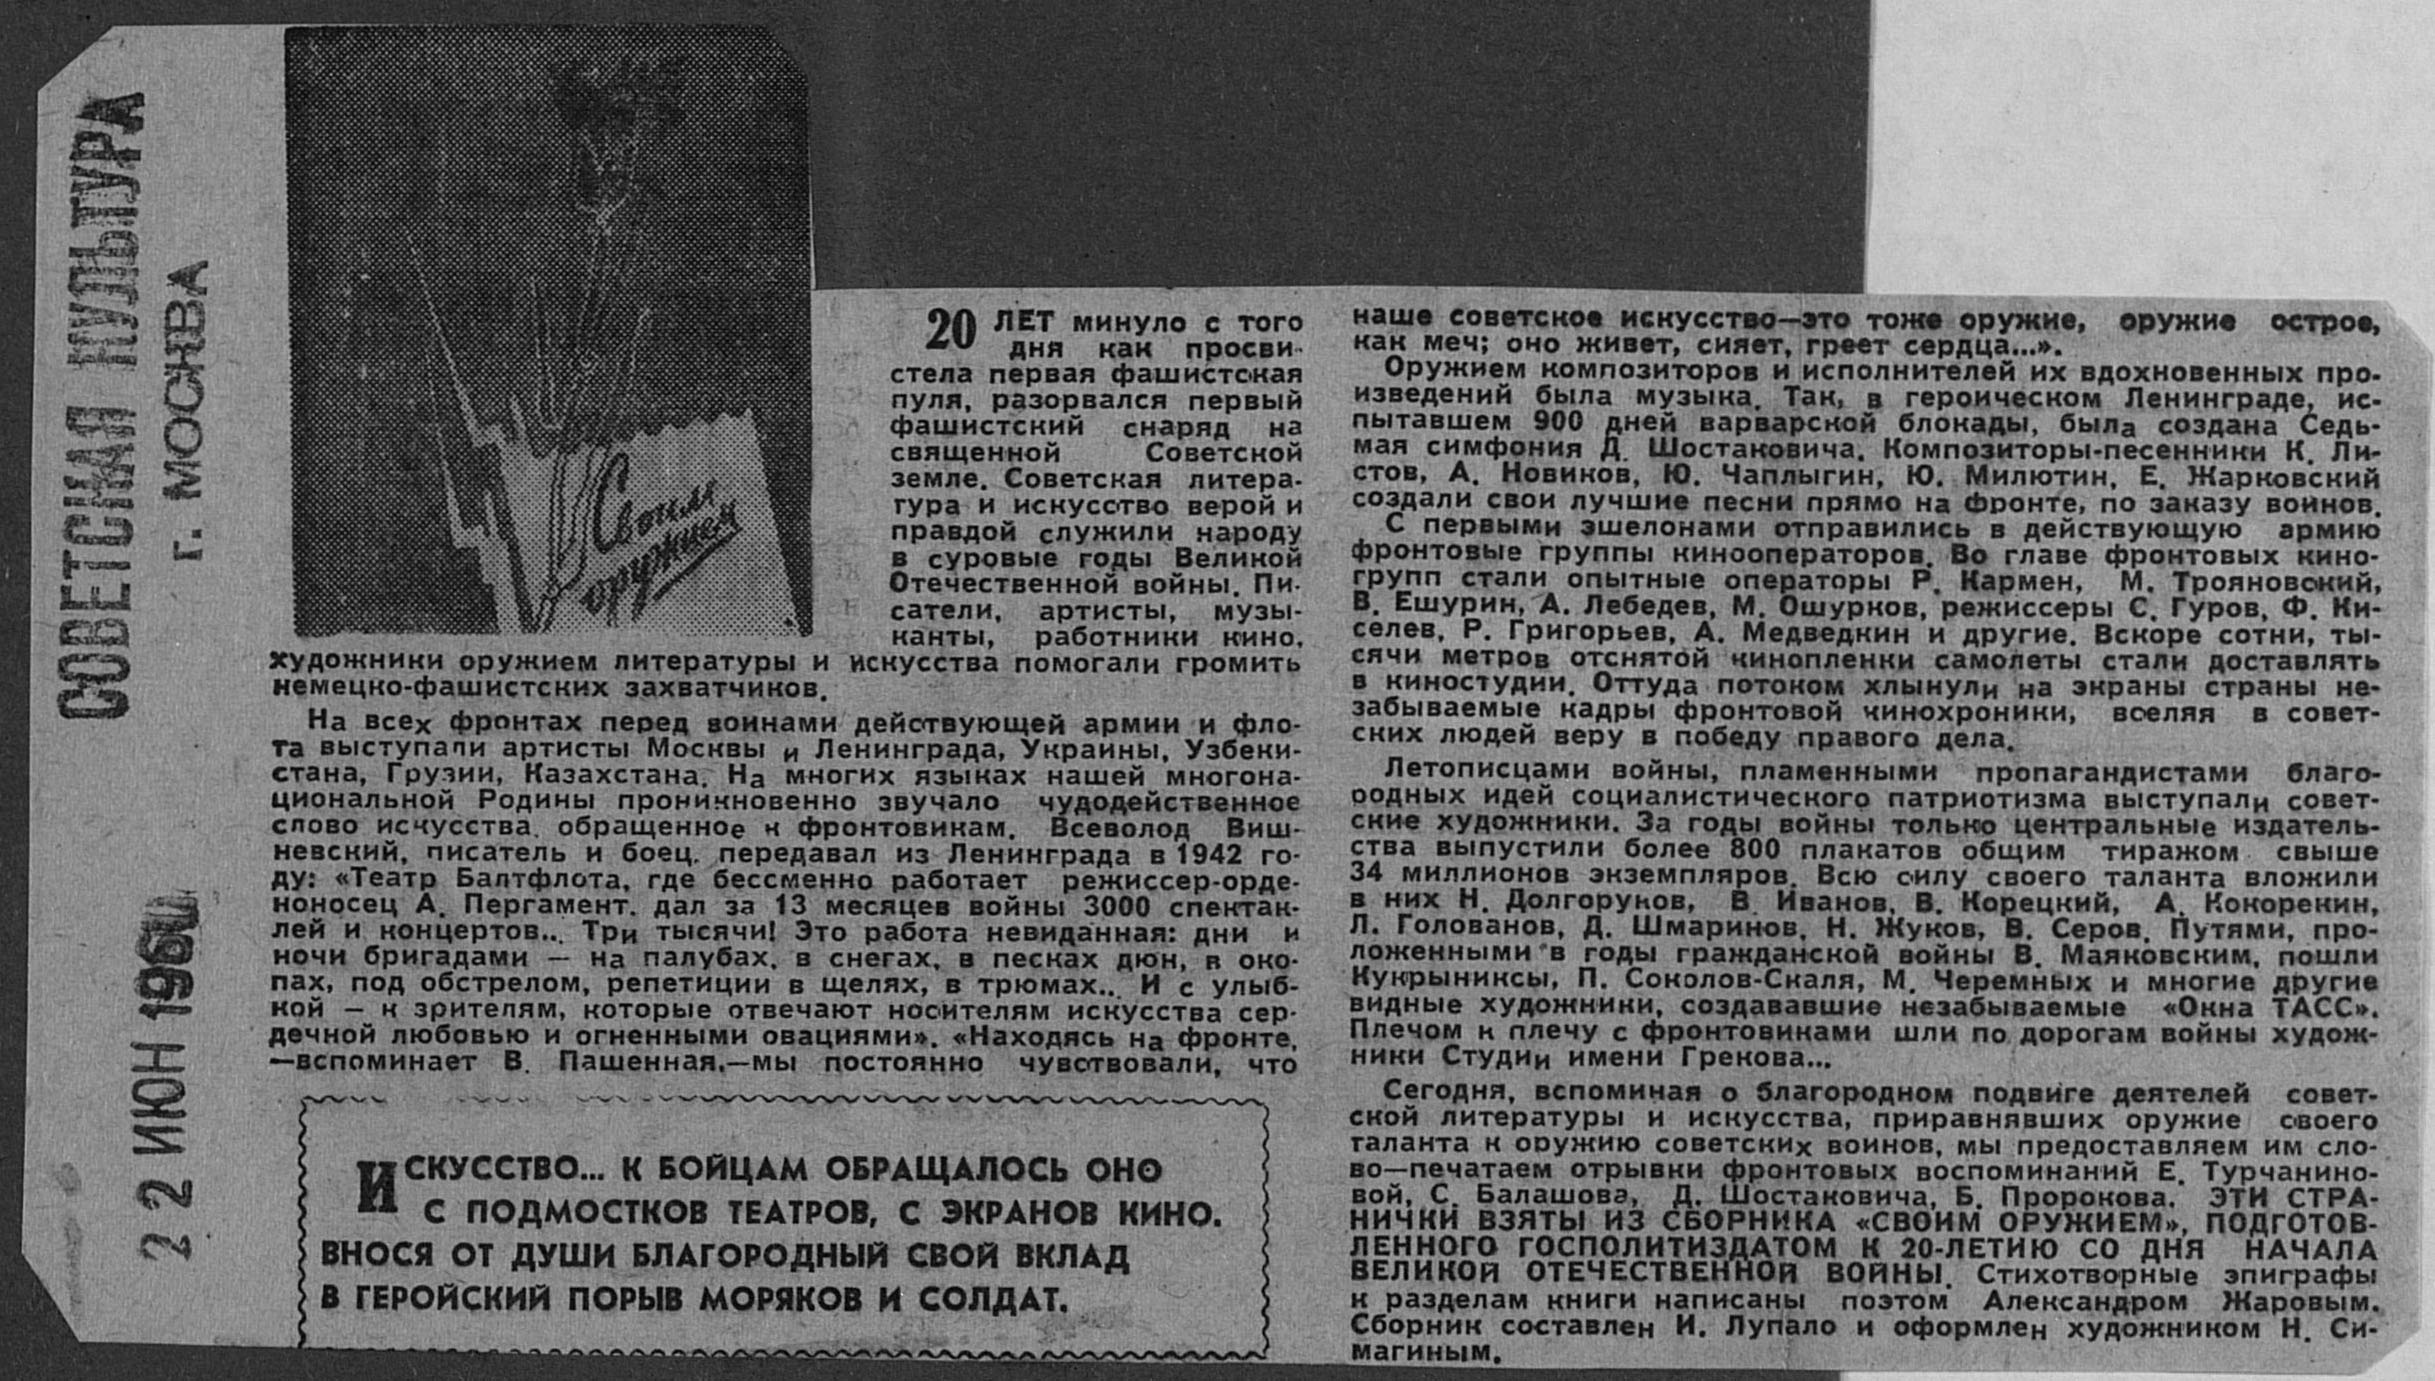 СОВЕТСКАЯ КУЛЬТУРА
г. МОСКВА
22 ИЮН 1960
Своим
оружием
20 ЛЕТ минуло с того
дня как просви-
стела первая фашистская
пуля, разорвался первый
фашистский снаряд на
священной Советской
земле. Советская литера-
тура и искусство верой и
правдой служили народу
в суровые годы Великой
Отечественной войны. Пи-
сатели, артисты, музы-
канты, работники кино,
художники оружием литературы и искусства помогали громить
немецко-фашистских захватчиков.
На всех фронтах перед воинами действующей армии и фло-
та выступали артисты Москвы и Ленинграда, Украины, Узбеки-
стана, Грузии, Казахстана. На многих языках нашей многона-
циональной Родины проникновенно звучало чудодейственное
слово искусства, обращенное к фронтовикам. Всеволод Виш-
невский, писатель и боец, передавал из Ленинграда в 1942 го-
ду: «Театр Балтфлота, где бессменно работает режиссер-орде-
ноносец А. Пергамент, дал за 13 месяцев войны 3000 спектак-
лей и концертов... Три тысячи! Это работа невиданная: дни и
ночи бригадами — на палубах, в снегах, в песках дюн, в око-
пах, под обстрелом, репетиции в щелях, в трюмах... И с улыб-
кой — к зрителям, которые отвечают носителям искусства сер-
дечной любовью и огненными овациями». «Находясь на фронте,
—вспоминает В. Пашенная,—мы постоянно чувствовали, что
ИСКУССТВО... К БОЙЦАМ ОБРАЩАЛОСЬ ОНО
С ПОДМОСТКОВ ТЕАТРОВ, С ЭКРАНОВ КИНО.
ВНОСЯ ОТ ДУШИ БЛАГОРОДНЫЙ СВОЙ ВКЛАД
В ГЕРОЙСКИЙ ПОРЫВ МОРЯКОВ И СОЛДАТ.
наше советское искусство—это тоже оружие, оружие острое,
как меч; оно живет, сияет, греет сердца...».
Оружием композиторов и исполнителей их вдохновенных про-
изведений была музыка. Так, в героическом Ленинграде, ис-
пытавшем 900 дней варварской блокады, была создана Седь-
мая симфония Д. Шостаковича. Композиторы-песенники К. Ли-
стов, А. Новиков, Ю. Чаплыгин, Ю. Милютин, Е. Жарковский
создали свои лучшие песни прямо на фронте, по заказу воинов.
С первыми эшелонами отправились в действующую армию
фронтовые группы кинооператоров. Во главе фронтовых кино-
групп стали опытные операторы Р. Кармен, М. Трояновский,
В. Ешурин, А. Лебедев, М. Ошурков, режиссеры С. Гуров, Ф. Ки-
селев, Р. Григорьев, А. Медведкин и другие. Вскоре сотни, ты-
сячи метров отснятой кинопленки самолеты стали доставлять
в киностудии. Оттуда потоком хлынули на экраны страны не-
забываемые кадры фронтовой кинохроники, вселяя в совет-
ских людей веру в победу правого дела.
Летописцами войны, пламенными пропагандистами благо-
родных идей социалистического патриотизма выступали совет-
ские художники. За годы войны только центральные издатель-
ства выпустили более 800 плакатов общим тиражом свыше
34 миллионов экземпляров. Всю силу своего таланта вложили
в них Н. Долгоруков, В. Иванов, В. Корецкий, А. Кокорекин,
Л. Голованов, Д. Шмаринов, Н. Жуков, В. Серов. Путями, про-
ложенными в годы гражданской войны В. Маяковским, пошли
Кукрыниксы, П. Соколов-Скаля, М. Черемных и многие другие
видные художники, создававшие незабываемые «Окна ТАСС».
Плечом к плечу с фронтовиками шли по дорогам войны худож-
ники Студии имени Грекова...
Сегодня, вспоминая о благородном подвиге деятелей совет-
ской литературы и искусства, приравнявших оружие своего
таланта к оружию советских воинов, мы предоставляем им сло-
во—печатаем отрывки фронтовых воспоминаний Е. Турчанино-
вой, С. Балашова, Д. Шостаковича, Б. Пророкова. ЭТИ СТРА-
НИЧКИ ВЗЯТЫ ИЗ СБОРНИКА «СВОИМ ОРУЖИЕМ», ПОДГОТОВ-
ЛЕННОГО ГОСПОЛИТИЗДАТОМ К 20-ЛЕТИЮ СО ДНЯ НАЧАЛА
ВЕЛИКОЙ ОТЕЧЕСТВЕННОЙ ВОЙНЫ. Стихотворные эпиграфы
к разделам книги написаны поэтом Александром Жаровым.
Сборник составлен И. Лупало и оформлен художником Н. Си-
магиным.